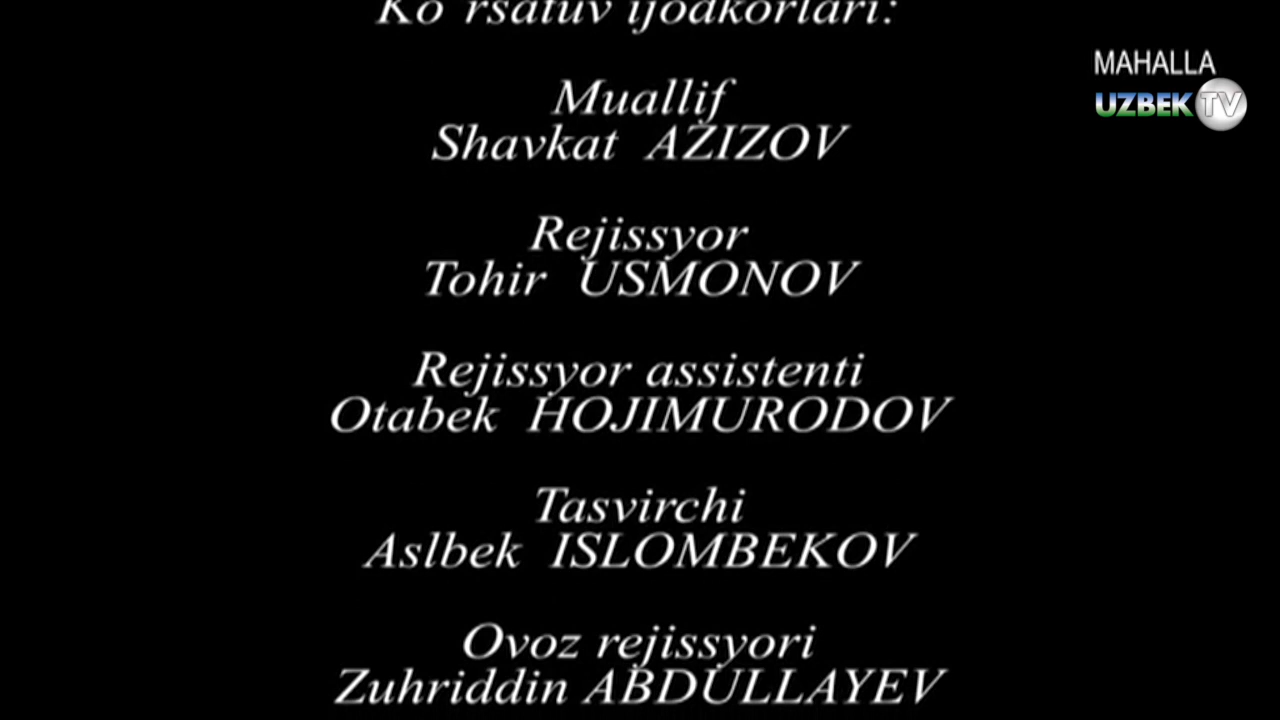 Ko'rsatuv ijodkorlari:
MAHALLA
UZBEK TV
Muallif
Shavkat AZIZOV
Rejissyor
Tohir USMONOV
Rejissyor assistenti
Otabek HOJIMURODOV
Tasvirchi
Aslbek ISLOMBEKOV
Ovoz rejissyori
Zuhriddin ABDULLAYEV